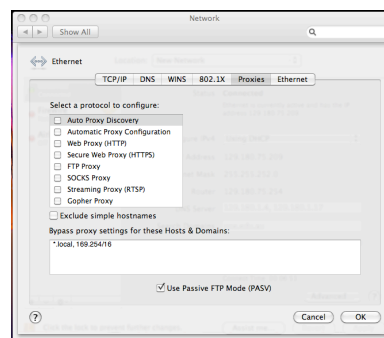 Network
Show All
Ethernet
TCP/IP DNS WINS 802.1X Proxies Ethernet
Select a protocol to configure:
Auto Proxy Discovery
Automatic Proxy Configuration
Web Proxy (HTTP)
Secure Web Proxy (HTTPS)
FTP Proxy
SOCKS Proxy
Streaming Proxy (RTSP)
Gopher Proxy
Exclude simple hostnames
Bypass proxy settings for these Hosts & Domains:
*.local, 169.254/16
Use Passive FTP Mode (PASV)
? Cancel OK